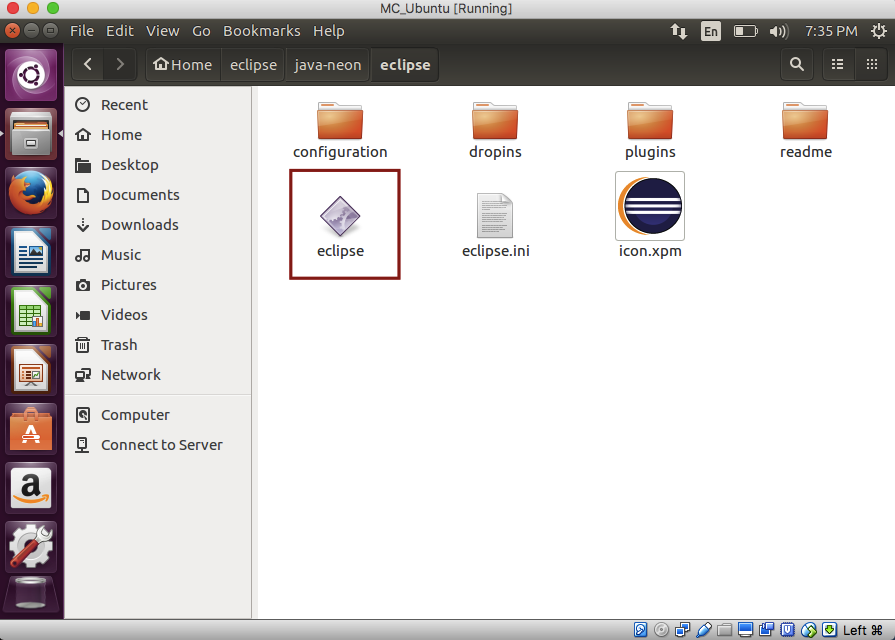 MC_Ubuntu [Running]
File Edit View Go Bookmarks Help
En
7:35 PM
Home eclipse java-neon eclipse
Recent
Home
Desktop
Documents
Downloads
Music
Pictures
Videos
Trash
Network
Computer
Connect to Server
configuration dropins plugins readme
eclipse eclipse.ini icon.xpm
a
Left ⌘